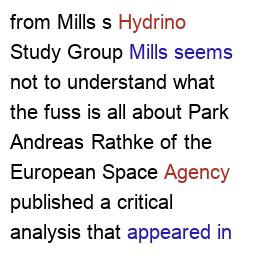 from Mills s Hydrino
Study Group Mills seems
not to understand what
the fuss is all about Park
Andreas Rathke of the
European Space Agency
published a critical
analysis that appeared in